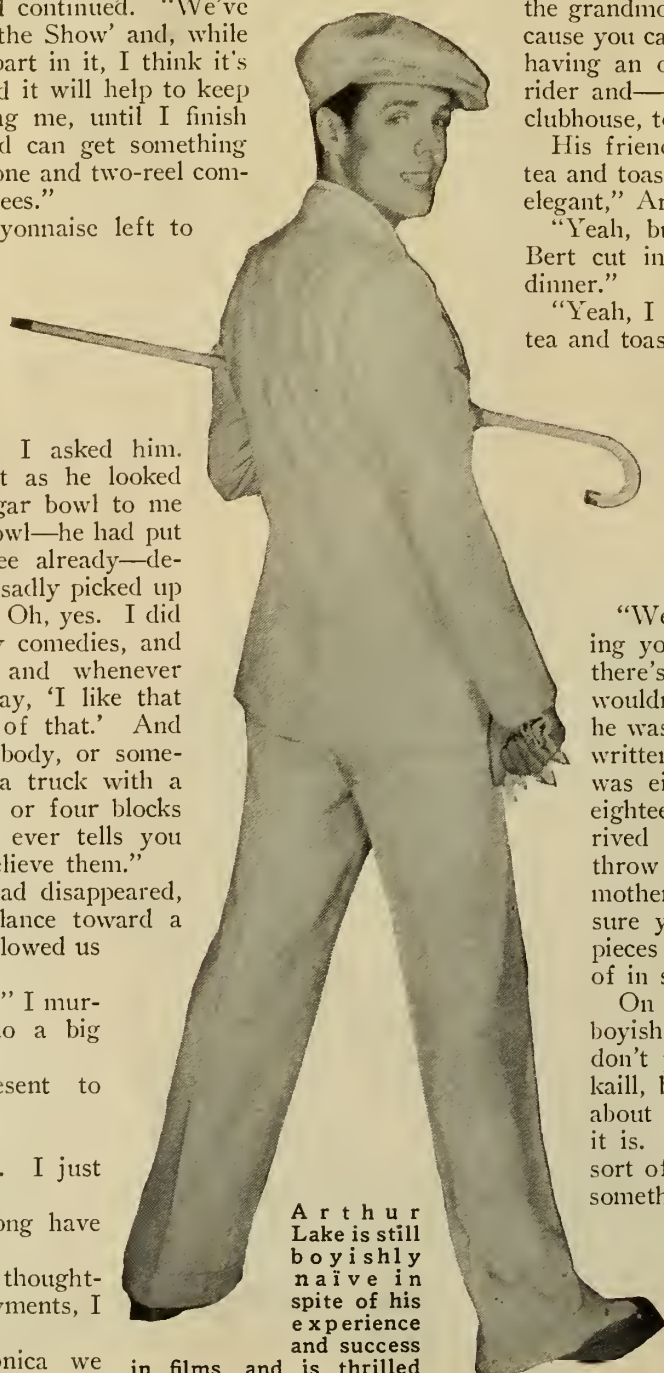 continued. "We've
the Show' and, while
part in it, I think it's
d it will help to keep
ng me, until I finish
d can get something
one and two-reel com-
ees."
yonnaise left to
I asked him.
t as he looked
gar bowl to me
owl—he had put
ee already—de-
sadly picked up
Oh, yes. I did
comedies, and
and whenever
ay, 'I like that
of that.' And
body, or some-
a truck with a
or four blocks
ever tells you
lieve them."
ad disappeared,
lance toward a
llowed us
" I mur-
o a big
esent to
. I just
ong have
thought-
yments, I
onica we
the grandmo
cause you ca
having an o
rider and—
clubhouse, to
His friend
tea and toas
elegant," Ar
"Yeah, bu
Bert cut in
dinner."
"Yeah, I
tea and toas
"We
ing yo
there's
wouldn
he was
written
was ei
eightee
rived
throw
mother
sure y
pieces
of in s
On
boyish
don't
kaill, b
about
it is.
sort of
someth
Arthur
Lake is still
boyishly
naïve in
spite of his
experience
and success
in films and is thrilled